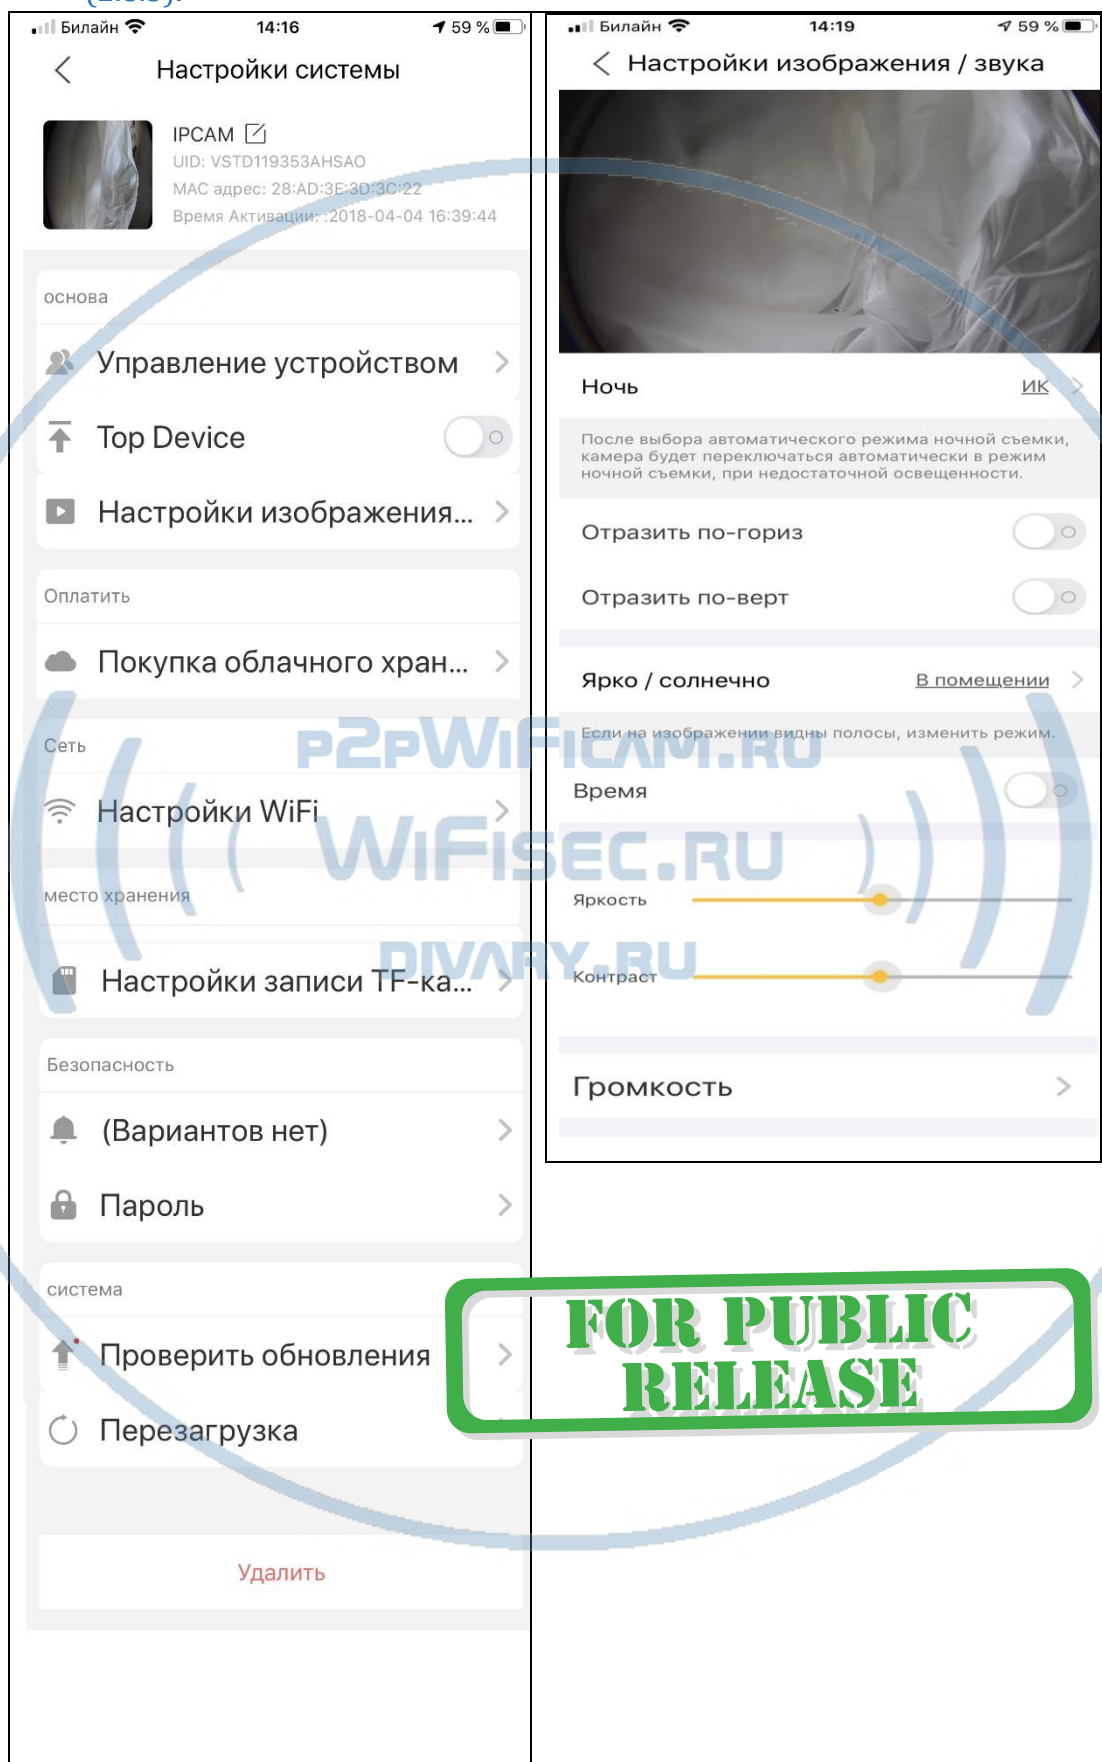 Билайн 14:16 59 %
Настройки системы
IPCAM
UID: VSTD119353AHSAO
MAC адрес: 28:AD:3E:3D:3C:22
Время Активации: :2018-04-04 16:39:44
основа
Управление устройством
Top Device
Настройки изображения...
Оплатить
Покупка облачного хран...
Сеть
Настройки WiFi
место хранения
Настройки записи TF-ка...
Безопасность
(Вариантов нет)
Пароль
система
Проверить обновления
Перезагрузка
Удалить
Билайн 14:19 59 %
Настройки изображения / звука
Ночь ИК
После выбора автоматического режима ночной съемки,
камера будет переключаться автоматически в режим
ночной съемки, при недостаточной освещенности.
Отразить по-гориз
Отразить по-верт
Ярко / солнечно В помещении
Если на изображении видны полосы, изменить режим.
Время
Яркость
Контраст
Громкость
P2PWIFICAM.RU
WIFISEC.RU
DIVARY.RU
FOR PUBLIC
RELEASE